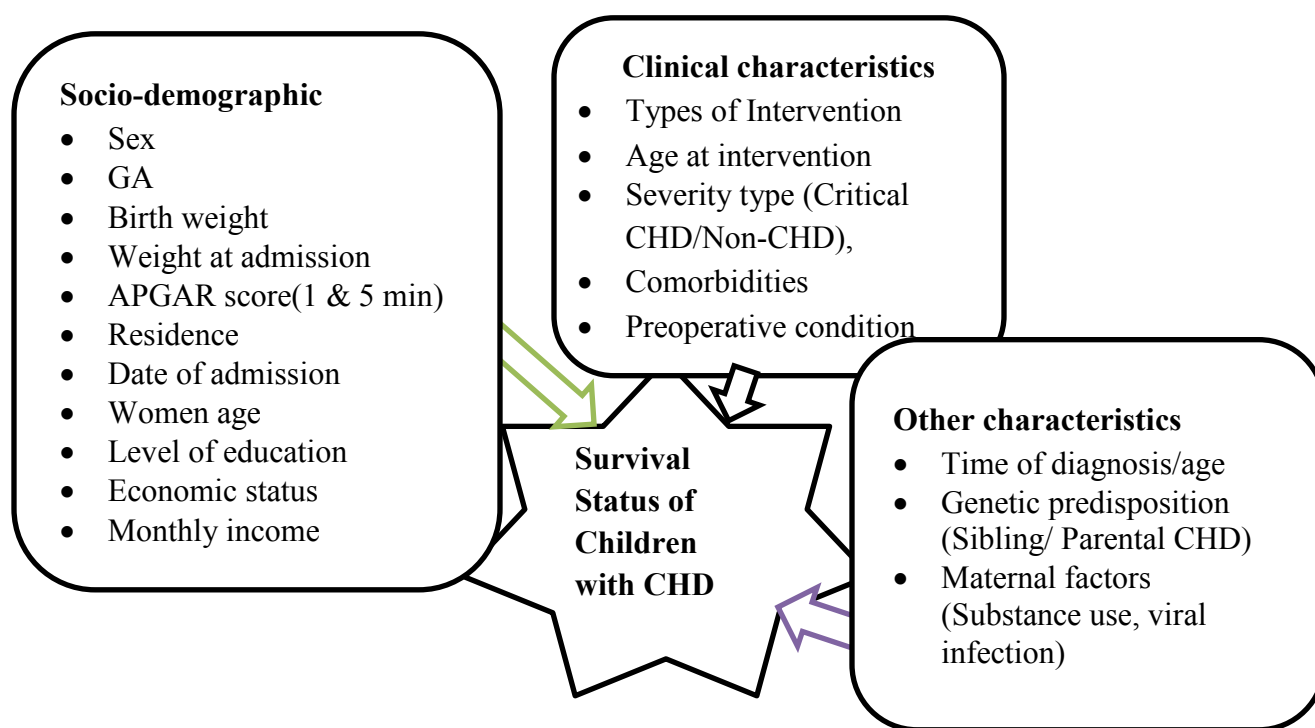 Socio-demographic
• Sex
• GA
• Birth weight
• Weight at admission
• APGAR score(1 & 5 min)
• Residence
• Date of admission
• Women age
• Level of education
• Economic status
• Monthly income
Clinical characteristics
• Types of Intervention
• Age at intervention
• Severity type (Critical
CHD/Non-CHD),
• Comorbidities
• Preoperative condition
Survival
Status of
Children
with CHD
Other characteristics
• Time of diagnosis/age
• Genetic predisposition
(Sibling/ Parental CHD)
• Maternal factors
(Substance use, viral
infection)